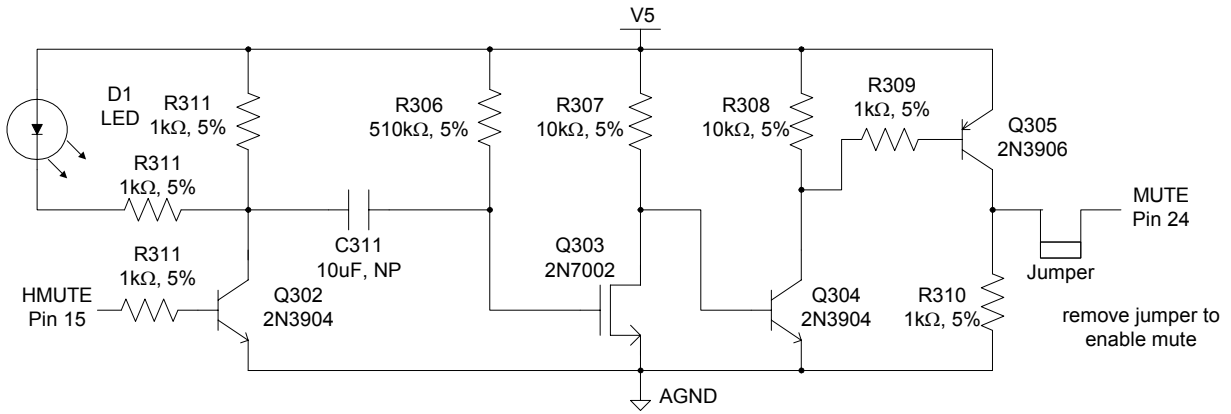 V5
D1
LED
R311
1kΩ, 5%
R306
510kΩ, 5%
R307
10kΩ, 5%
R308
10kΩ, 5%
R309
1kΩ, 5%
Q305
2N3906
R311
1kΩ, 5%
MUTE
Pin 24
C311
10uF, NP
Q303
2N7002
R311
1kΩ, 5%
HMUTE
Pin 15
Q302
2N3904
Q304
2N3904
R310
1kΩ, 5%
Jumper
remove jumper to
enable mute
AGND